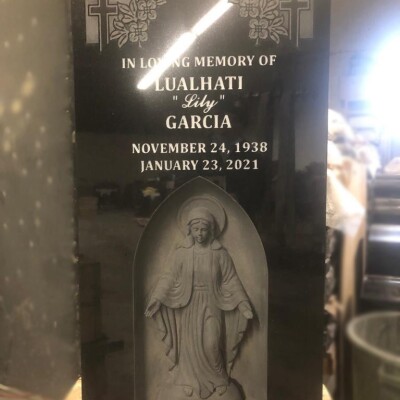 IN LOVING MEMORY OF
LUALHATI
"Lily"
GARCIA
NOVEMBER 24, 1938
JANUARY 23, 2021